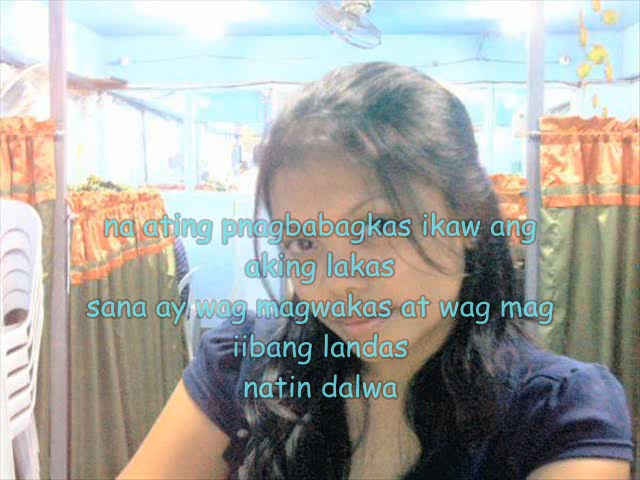 na ating pnagbabagkas ikaw ang
aking lakas
sana ay wag magwakas at wag mag
iibang landas
natin dalwa